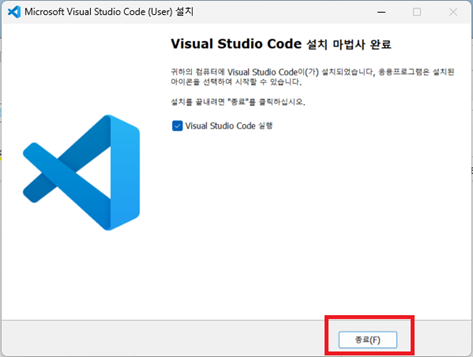 Microsoft Visual Studio Code (User) 설치
Visual Studio Code 설치 마법사 완료
귀하의 컴퓨터에 Visual Studio Code이(가) 설치되었습니다. 응용프로그램은 설치된
아이콘을 선택하여 시작할 수 있습니다.
설치를 끝내려면 "종료"를 클릭하십시오.
Visual Studio Code 실행
종료(F)